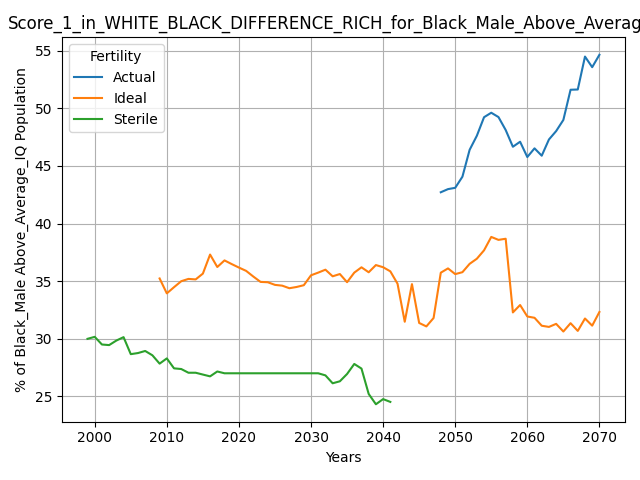 Score_1_in_WHITE_BLACK_DIFFERENCE_RICH_for_Black_Male_Above_Averag
55
50
45
40
35
30
25
% of Black_Male Above_Average_IQ Population
Fertility
Actual
Ideal
Sterile
2000
2010
2020
2030
2040
2050
2060
2070
Years